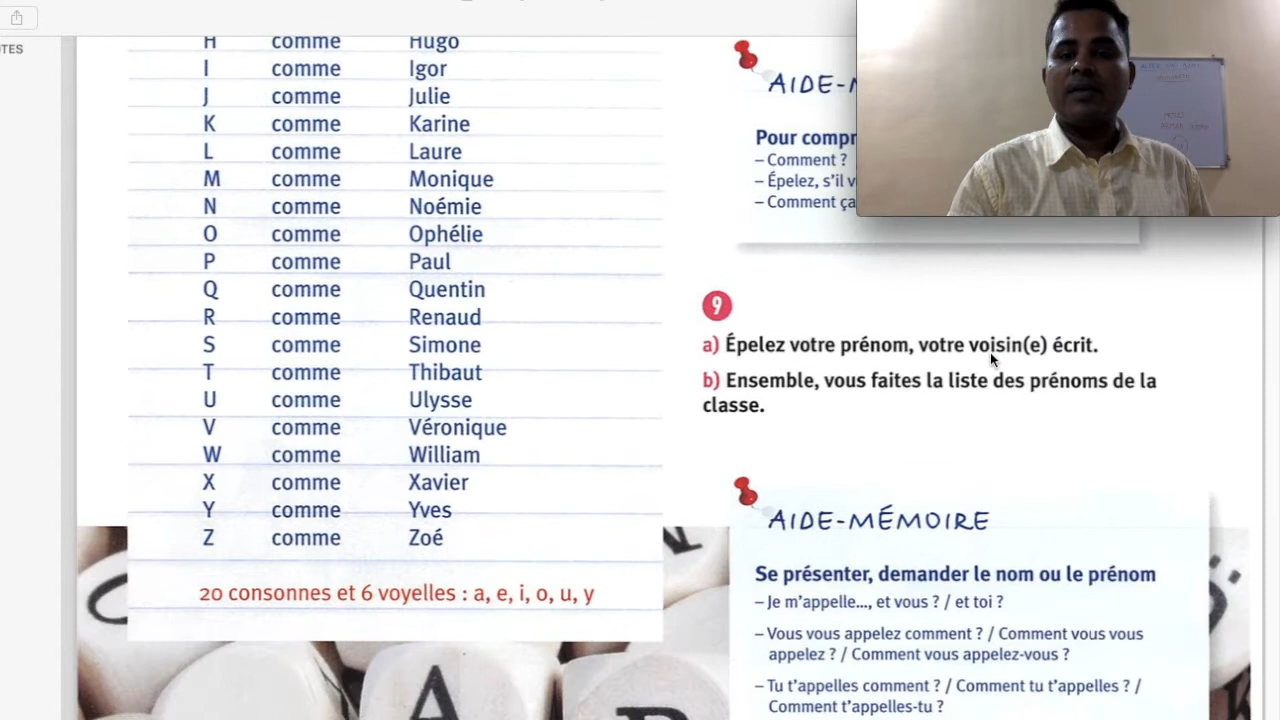 OTES
H comme Hugo
I comme Igor
J comme Julie
K comme Karine
L comme Laure
M comme Monique
N comme Noémie
O comme Ophélie
P comme Paul
Q comme Quentin
R comme Renaud
S comme Simone
T comme Thibaut
U comme Ulysse
V comme Véronique
W comme William
X comme Xavier
Y comme Yves
Z comme Zoé
20 consonnes et 6 voyelles : a, e, i, o, u, y
A
AIDE-M
Pour compr
– Comment ?
– Épelez, s'il v
– Comment ça
9
a) Épelez votre prénom, votre voisin(e) écrit.
b) Ensemble, vous faites la liste des prénoms de la
classe.
AIDE-MÉMOIRE
Se présenter, demander le nom ou le prénom
– Je m'appelle…, et vous ? / et toi ?
– Vous vous appelez comment ? / Comment vous vous
appelez ? / Comment vous appelez-vous ?
– Tu t'appelles comment ? / Comment tu t'appelles ? /
Comment t'appelles-tu ?